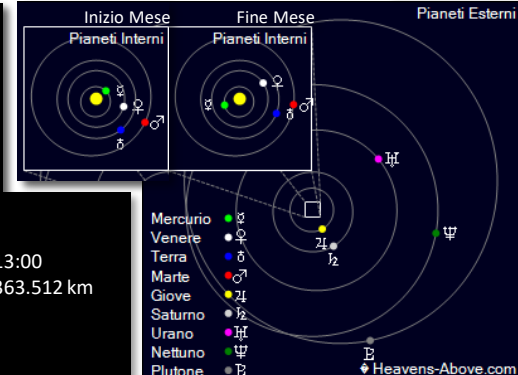 Inizio Mese
Fine Mese
Pianeti Esterni
Pianeti Interni
Pianeti Interni
☿
♀
♁
♂
☿
♀
♁
♂
♅
♆
♃
♄
Mercurio ☿
Venere ♀
Terra ♁
Marte ♂
Giove ♃
Saturno ♄
Urano ♅
Nettuno ♆
Plutone P
P
Heavens-Above.com
13:00
363.512 km